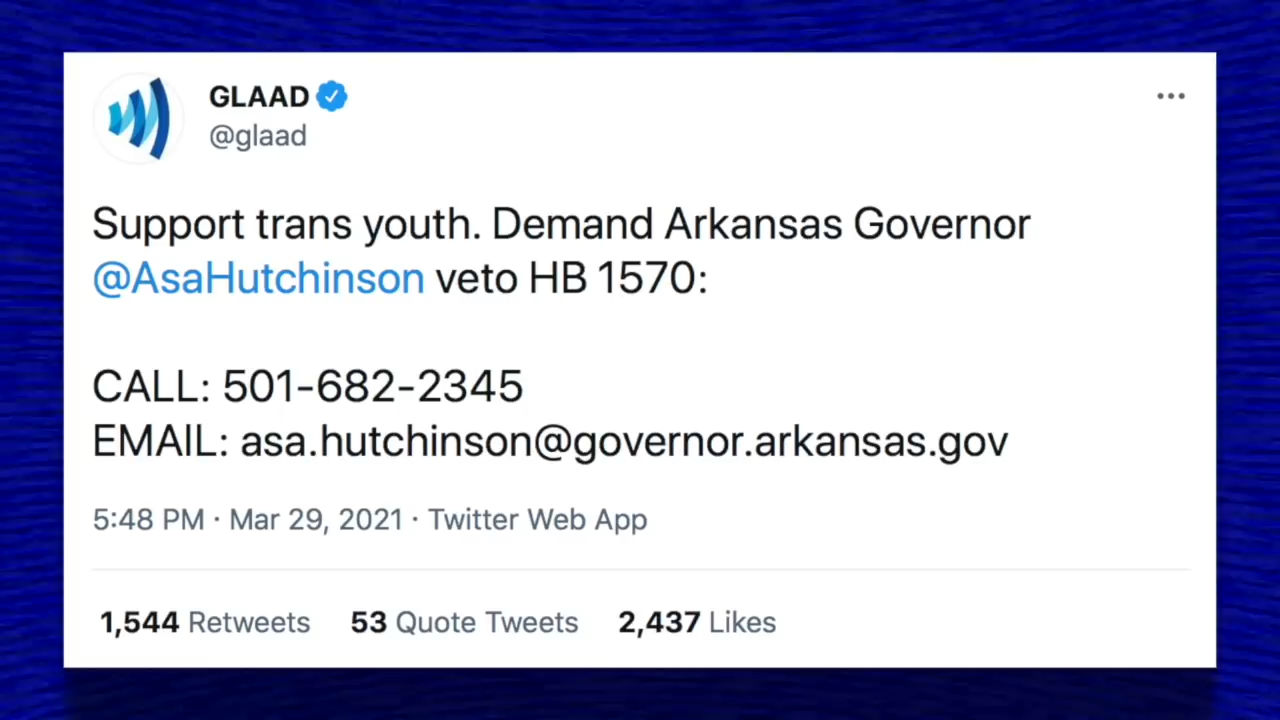 GLAAD
@glaad
Support trans youth. Demand Arkansas Governor
@AsaHutchinson veto HB 1570:
CALL: 501-682-2345
EMAIL: asa.hutchinson@governor.arkansas.gov
5:48 PM · Mar 29, 2021 · Twitter Web App
1,544 Retweets 53 Quote Tweets 2,437 Likes